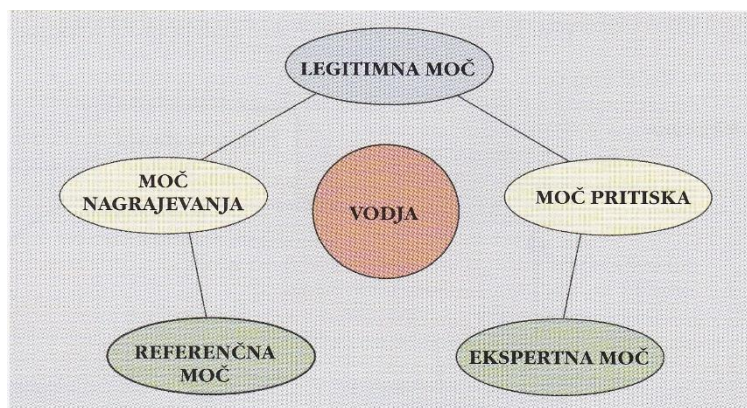 LEGITIMNA MOČ
MOČ
NAGRAJEVANJA
VODJA
MOČ PRITISKA
REFERENČNA
MOČ
EKSPERTNA MOČ